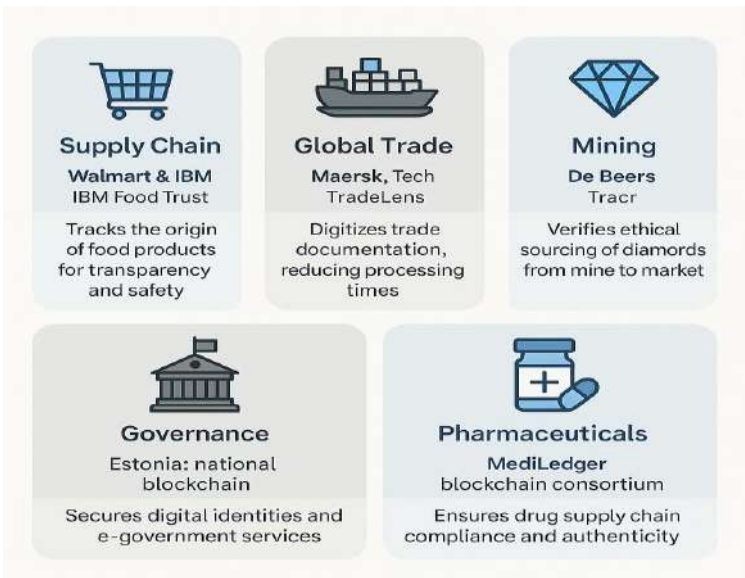 Supply Chain
Walmart & IBM
IBM Food Trust
Tracks the origin
of food products
for transparency
and safety
Global Trade
Maersk, Tech
TradeLens
Digitizes trade
documentation,
reducing processing
times
Mining
De Beers
Tracr
Verifies ethical
sourcing of diamords
from mine to market
Governance
Estonia: national
blockchain
Secures digital identities and
e-government services
Pharmaceuticals
MediLedger
blockchain consortium
Ensures drug supply chain
compliance and authenticity